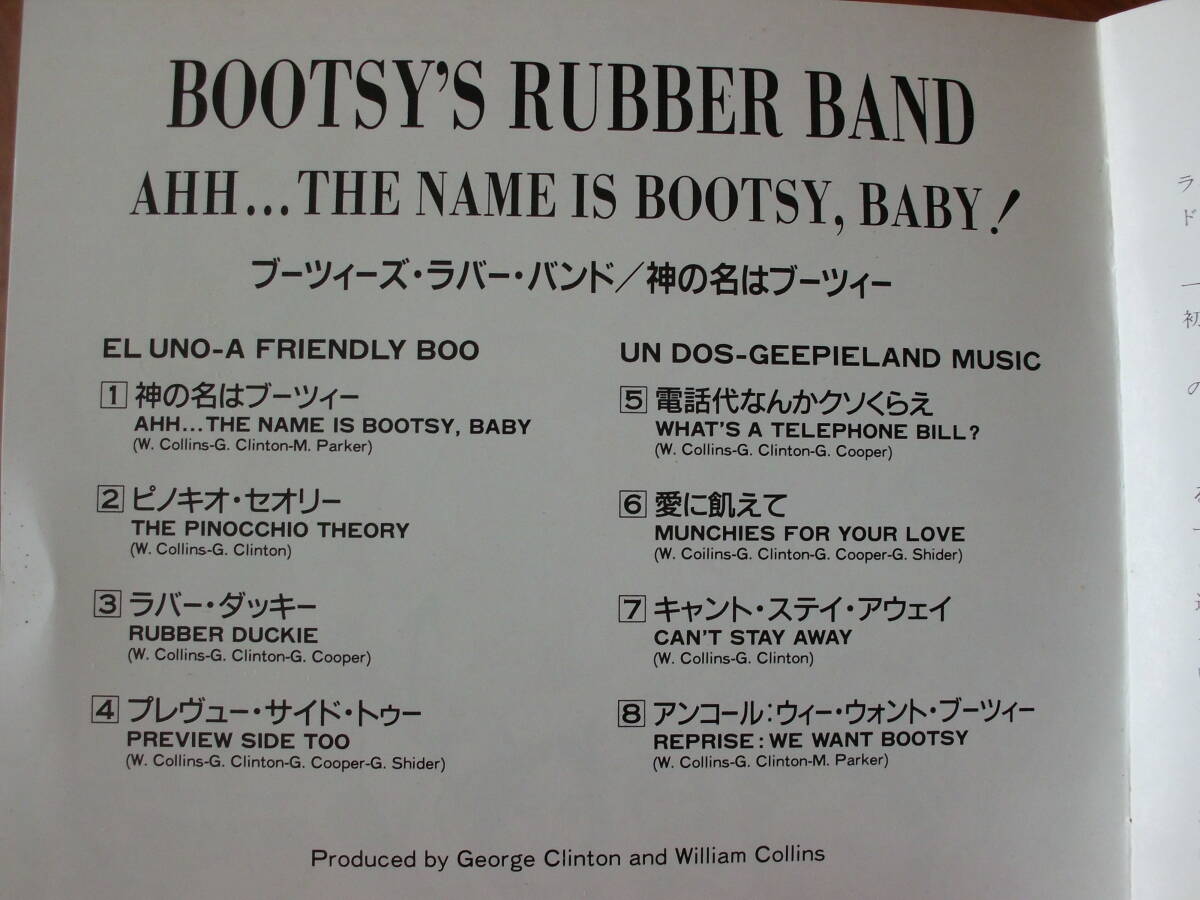 BOOTSY'S RUBBER BAND
AHH...THE NAME IS BOOTSY, BABY!
ブーツィーズ・ラバー・バンド／神の名はブーツィー
EL UNO-A FRIENDLY BOO
1 神の名はブーツィー
AHH...THE NAME IS BOOTSY, BABY
(W. Collins-G. Clinton-M. Parker)
2 ピノキオ・セオリー
THE PINOCCHIO THEORY
(W. Collins-G. Clinton)
3 ラバー・ダッキー
RUBBER DUCKIE
(W. Collins-G. Clinton-G. Cooper)
4 プレヴュー・サイド・トゥー
PREVIEW SIDE TOO
(W. Collins-G. Clinton-G. Cooper-G. Shider)
UN DOS-GEEPIELAND MUSIC
5 電話代なんかクソくらえ
WHAT'S A TELEPHONE BILL?
(W. Collins-G. Clinton-G. Cooper)
6 愛に飢えて
MUNCHIES FOR YOUR LOVE
(W. Coilins-G. Clinton-G. Cooper-G. Shider)
7 キャント・ステイ・アウェイ
CAN'T STAY AWAY
(W. Collins-G. Clinton)
8 アンコール：ウィー・ウォント・ブーツィー
REPRISE: WE WANT BOOTSY
(W. Collins-G. Clinton-M. Parker)
Produced by George Clinton and William Collins
ラ
ド
初
の